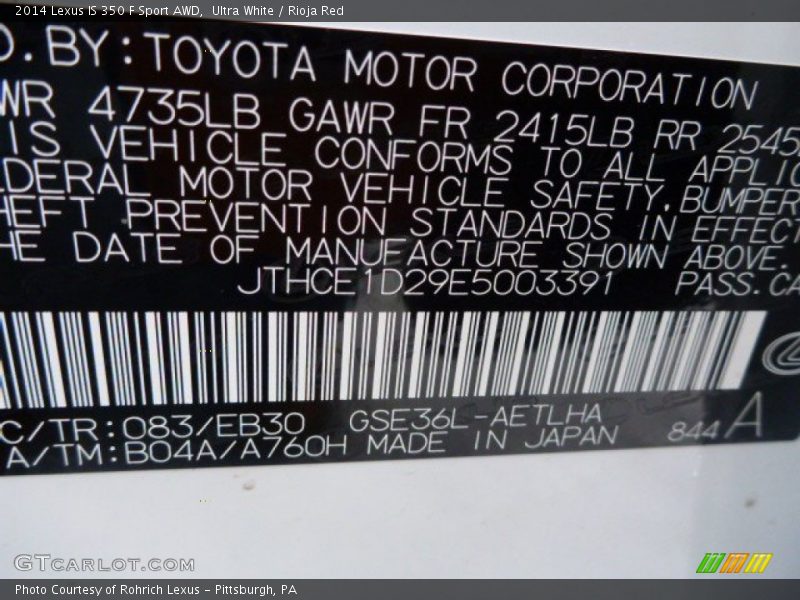 2014 Lexus IS 350 F Sport AWD,  Ultra White / Rioja Red
D. BY: TOYOTA MOTOR CORPORATION
WR 4735LB GAWR FR 2415LB RR 2545
IS VEHICLE CONFORMS TO ALL APPLIC
DERAL MOTOR VEHICLE SAFETY, BUMPER
HEFT PREVENTION STANDARDS IN EFFECT
HE DATE OF MANUFACTURE SHOWN ABOVE.
JTHCE1D29E5003391 PASS. CA
C/TR: 083/EB30 GSE36L-AETLHA
A/TM: B04A/A760H MADE IN JAPAN 844 A
GTCARLOT.COM
Photo Courtesy of Rohrich Lexus - Pittsburgh, PA